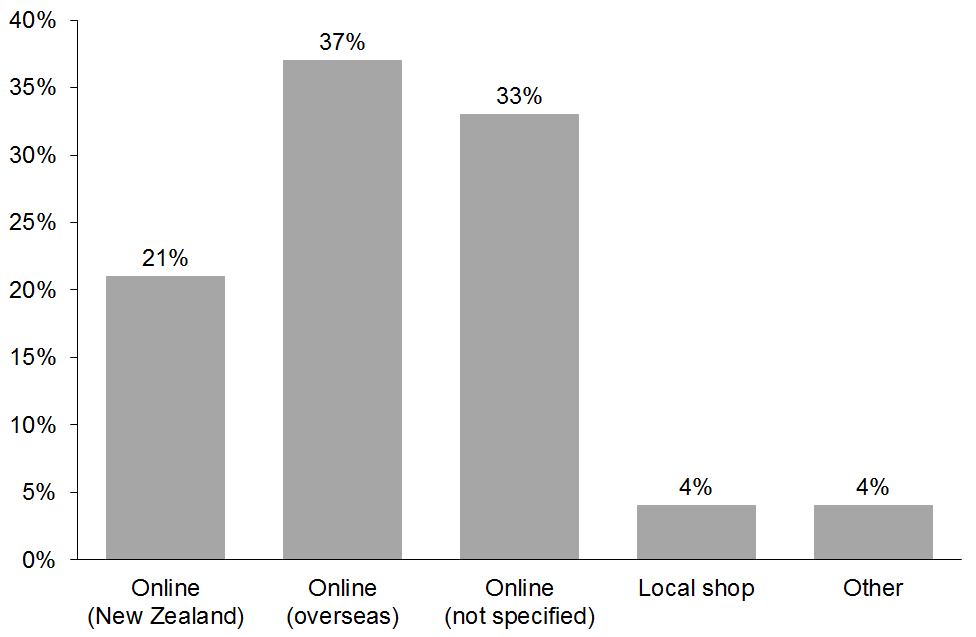 40%
35%
30%
25%
20%
15%
10%
5%
0%
21%
37%
33%
4%
4%
Online
(New Zealand)
Online
(overseas)
Online
(not specified)
Local shop
Other